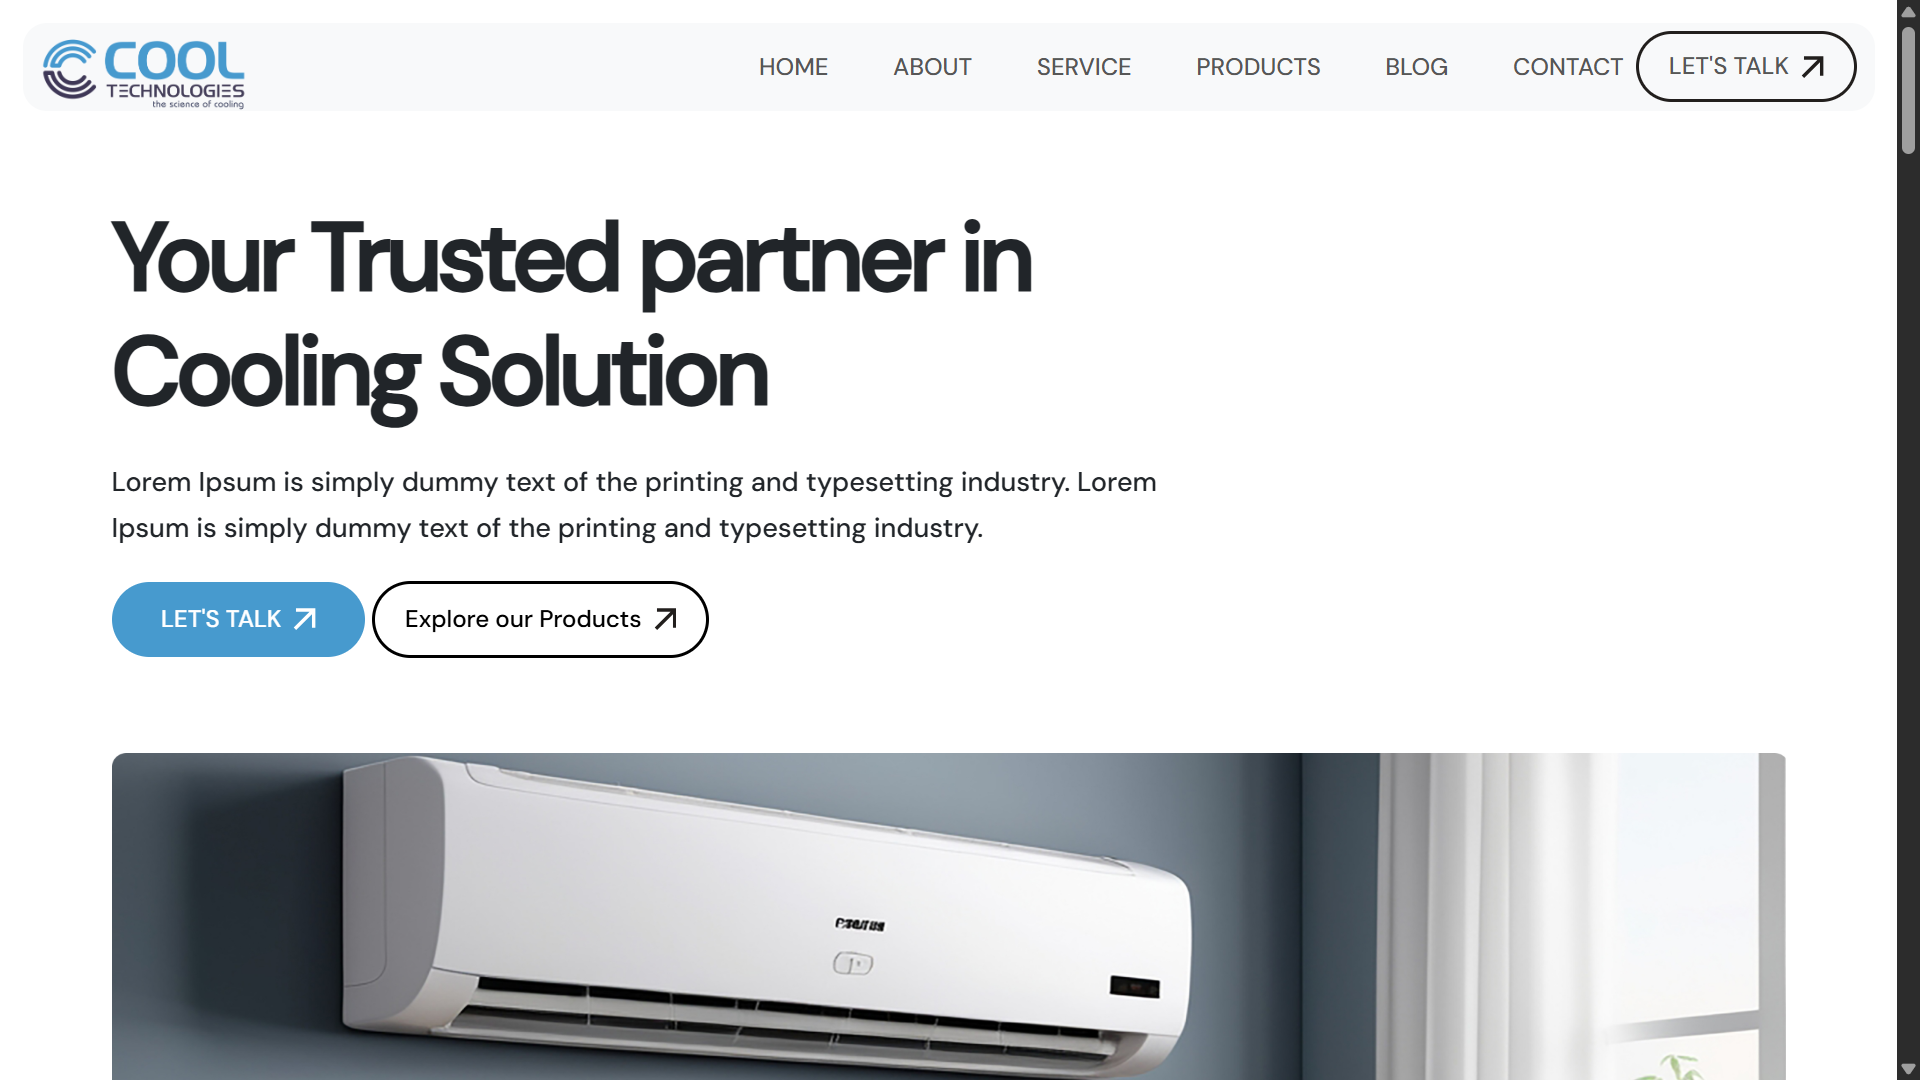 COOL
TECHNOLOGIES
the science of cooling
HOME ABOUT SERVICE PRODUCTS BLOG CONTACT LET'S TALK
Your Trusted partner in
Cooling Solution
Lorem Ipsum is simply dummy text of the printing and typesetting industry. Lorem
Ipsum is simply dummy text of the printing and typesetting industry.
LET'S TALK Explore our Products